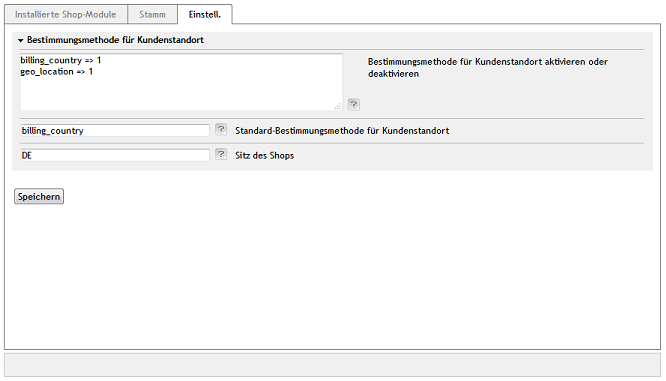 Installierte Shop-Module Stamm Einstell.
Bestimmungsmethode für Kundenstandort
billing_country => 1
geo_location => 1
Bestimmungsmethode für Kundenstandort aktivieren oder
deaktivieren
?
billing_country ? Standard-Bestimmungsmethode für Kundenstandort
DE ? Sitz des Shops
Speichern